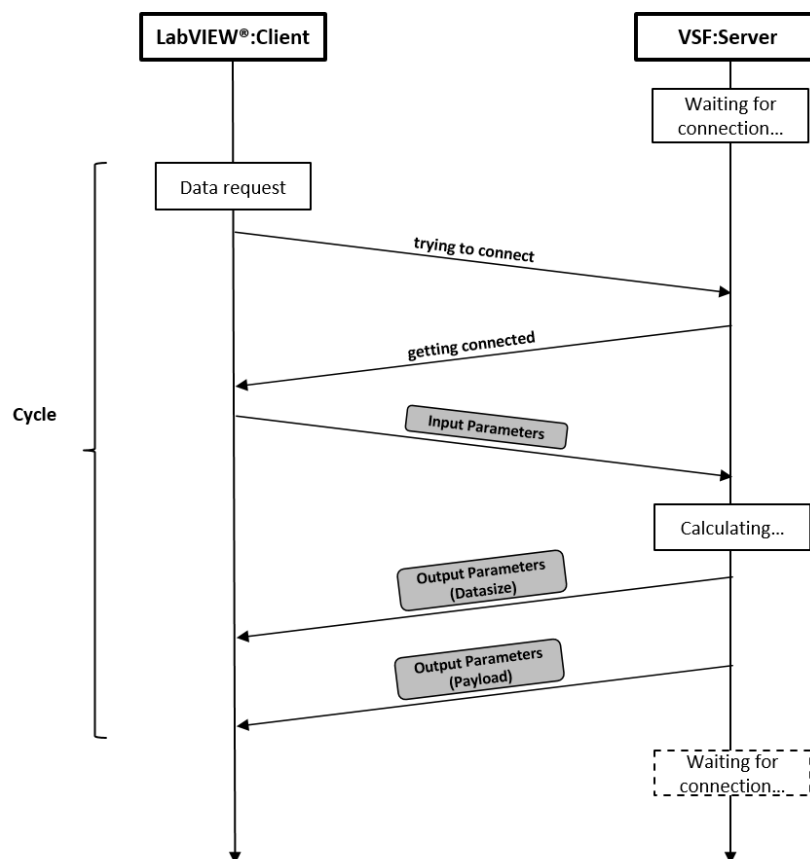 LabVIEW®:Client
VSF:Server
Waiting for
connection...
Data request
trying to connect
getting connected
Cycle
Input Parameters
Calculating...
Output Parameters
(Datasize)
Output Parameters
(Payload)
Waiting for
connection...